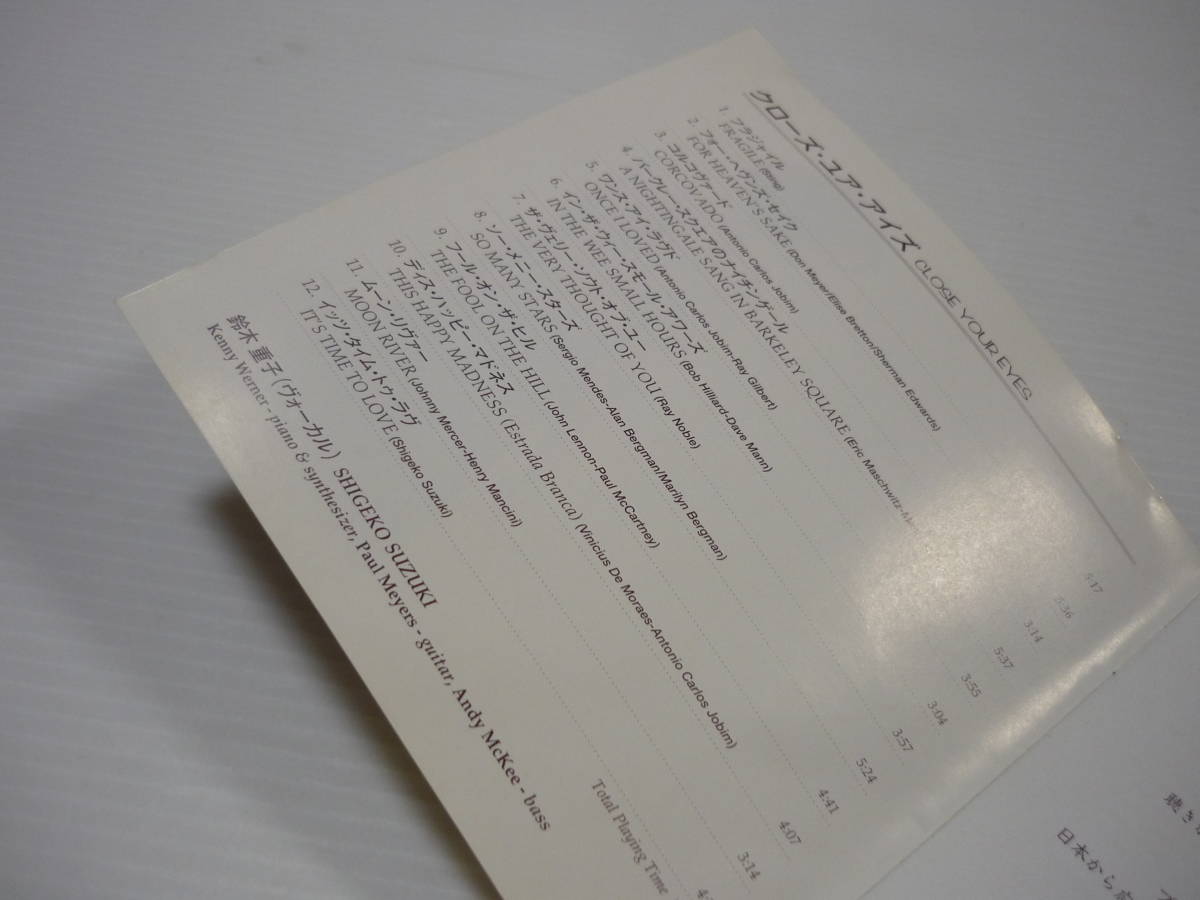 クローズ・ユア・アイズ CLOSE YOUR EYES
1. フラジャイル
FRAGILE (Sting) 5:17
2. フォー・ヘヴンズ・セイク
FOR HEAVEN'S SAKE (Don Meyer/Elise Bretton/Sherman Edwards) 5:36
3. コルコヴァード
CORCOVADO (Antonio Carlos Jobim) 3:14
4. バークレー・スクエアのナイチンゲール
A NIGHTINGALE SANG IN BARKELEY SQUARE (Eric Maschwitz- 5:37
5. ワンス・アイ・ラヴド
ONCE I LOVED (Antonio Carlos Jobim-Ray Gilbert) 3:55
6. イン・ザ・ウィー・スモール・アワーズ
IN THE WEE SMALL HOURS (Bob Hilliard-Dave Mann) 3:04
7. ザ・ヴェリー・ソウト・オブ・ユー
THE VERY THOUGHT OF YOU (Ray Noble) 3:57
8. ソー・メニー・スターズ
SO MANY STARS (Sergio Mendes-Alan Bergman/Marilyn Bergman) 5:24
9. フール・オン・ザ・ヒル
THE FOOL ON THE HILL (John Lennon-Paul McCartney) 4:41
10. ディス・ハッピー・マドネス
THIS HAPPY MADNESS (Estrada Branca) (Vinicius De Moraes-Antonio Carlos Jobim) 4:07
11. ムーン・リヴァー
MOON RIVER (Johnny Mercer-Henry Mancini) 3:14
12. イッツ・タイム・トゥ・ラヴ
IT'S TIME TO LOVE (Shigeko Suzuki)
Total Playing Time
鈴木 重子 (ヴォーカル) SHIGEKO SUZUKI
Kenny Werner - piano & synthesizer, Paul Meyers - guitar, Andy McKee - bass
聴き
日本から